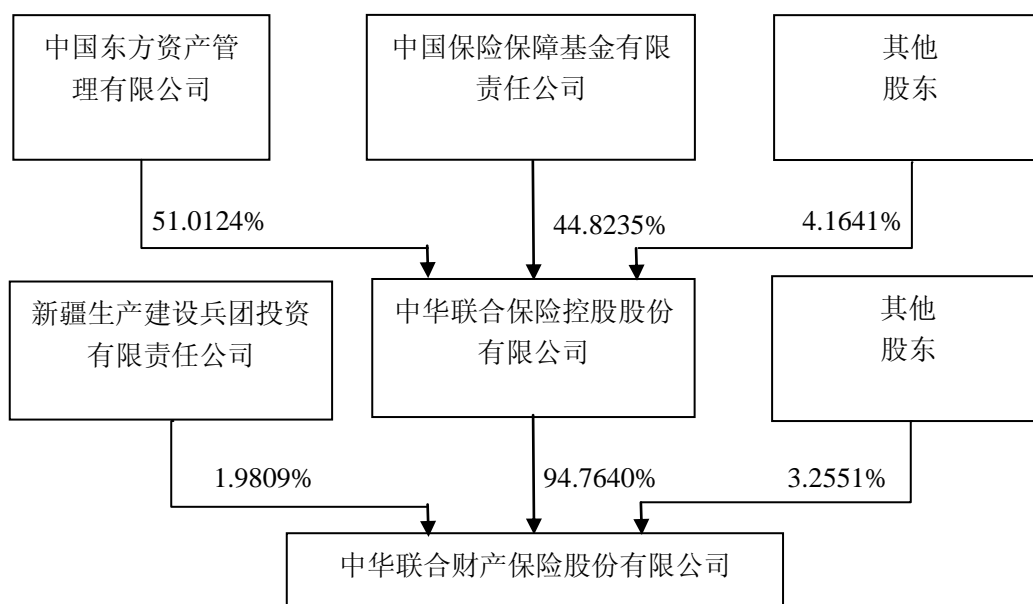 中国东方资产管
理有限公司
中国保险保障基金有限
责任公司
其他
股东
51.0124%
44.8235%
4.1641%
新疆生产建设兵团投资
有限责任公司
中华联合保险控股股份
有限公司
其他
股东
1.9809%
94.7640%
3.2551%
中华联合财产保险股份有限公司